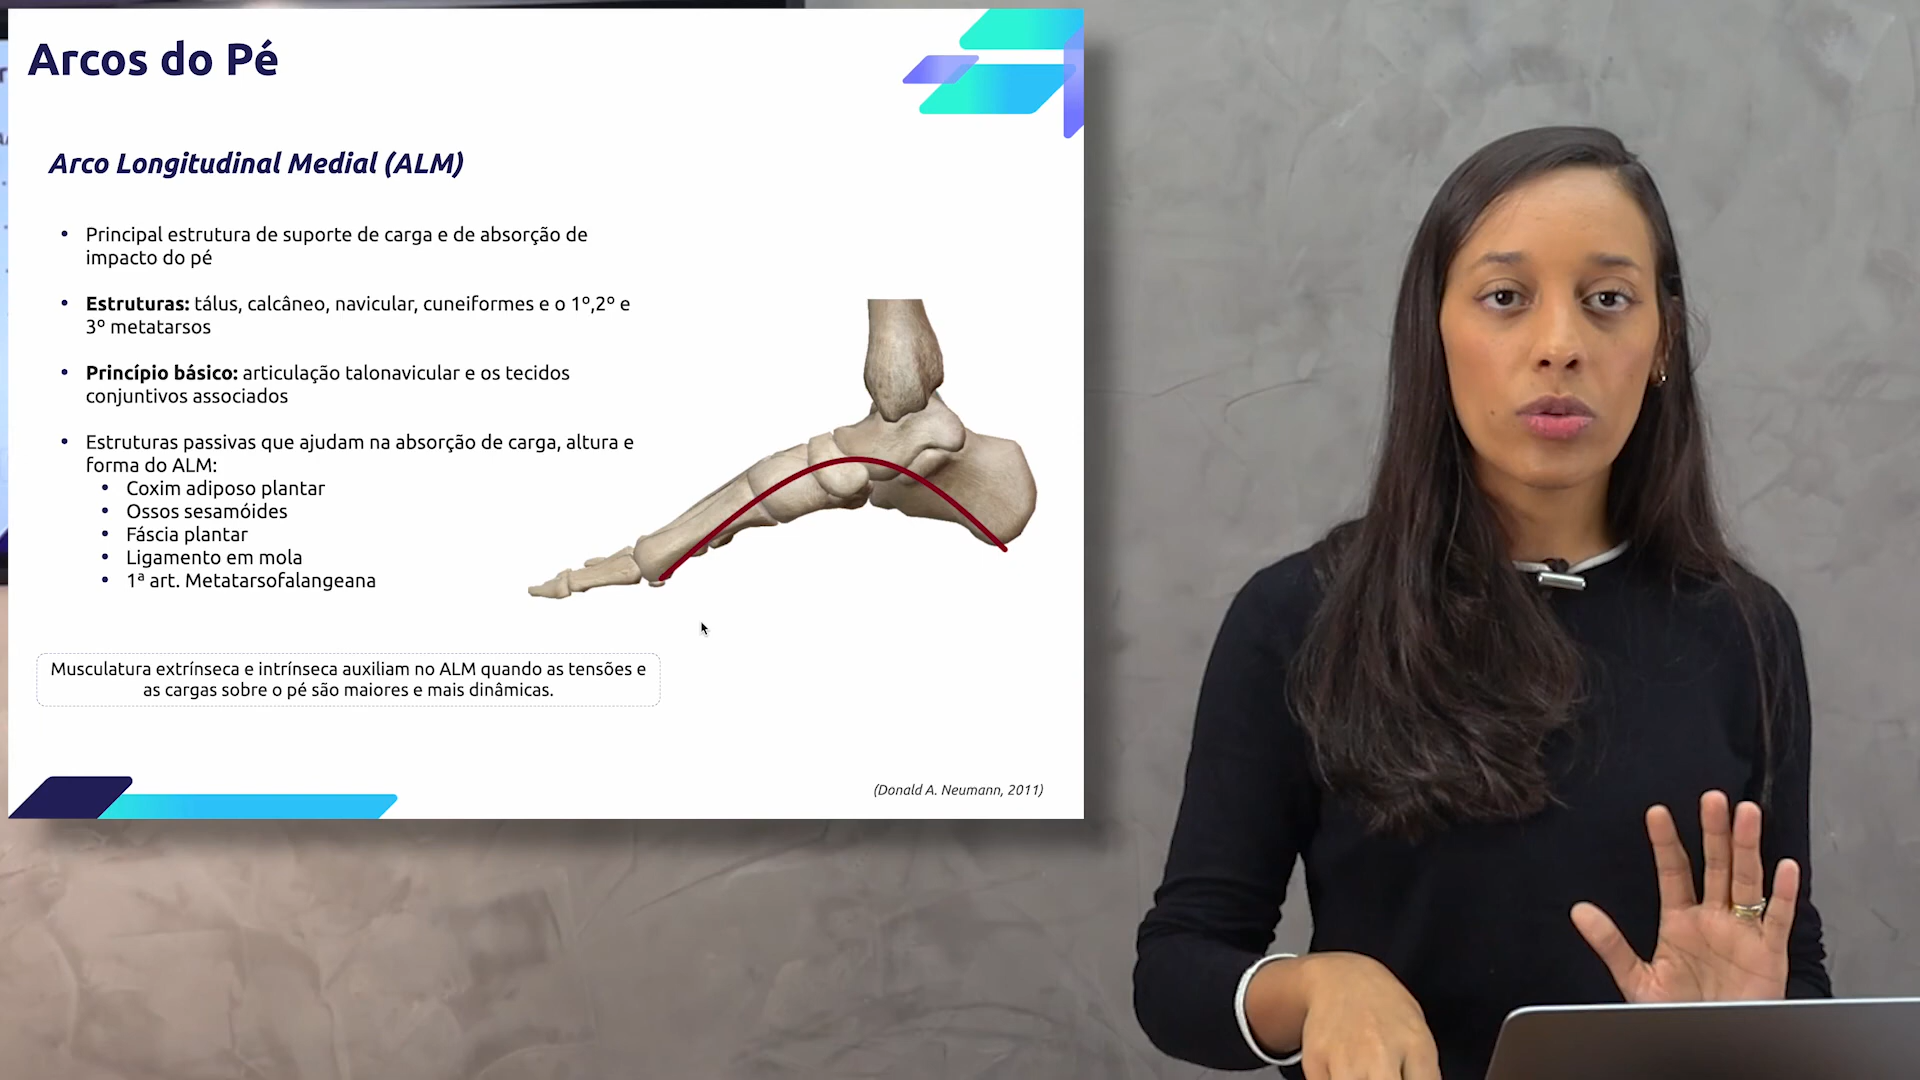 Arcos do Pé
Arco Longitudinal Medial (ALM)
• Principal estrutura de suporte de carga e de absorção de
impacto do pé
• Estruturas: tálus, calcâneo, navicular, cuneiformes e o 1º,2º e
3º metatarsos
• Princípio básico: articulação talonavicular e os tecidos
conjuntivos associados
• Estruturas passivas que ajudam na absorção de carga, altura e
forma do ALM:
• Coxim adiposo plantar
• Ossos sesamóides
• Fáscia plantar
• Ligamento em mola
• 1ª art. Metatarsofalangeana
Musculatura extrínseca e intrínseca auxiliam no ALM quando as tensões e
as cargas sobre o pé são maiores e mais dinâmicas.
(Donald A. Neumann, 2011)